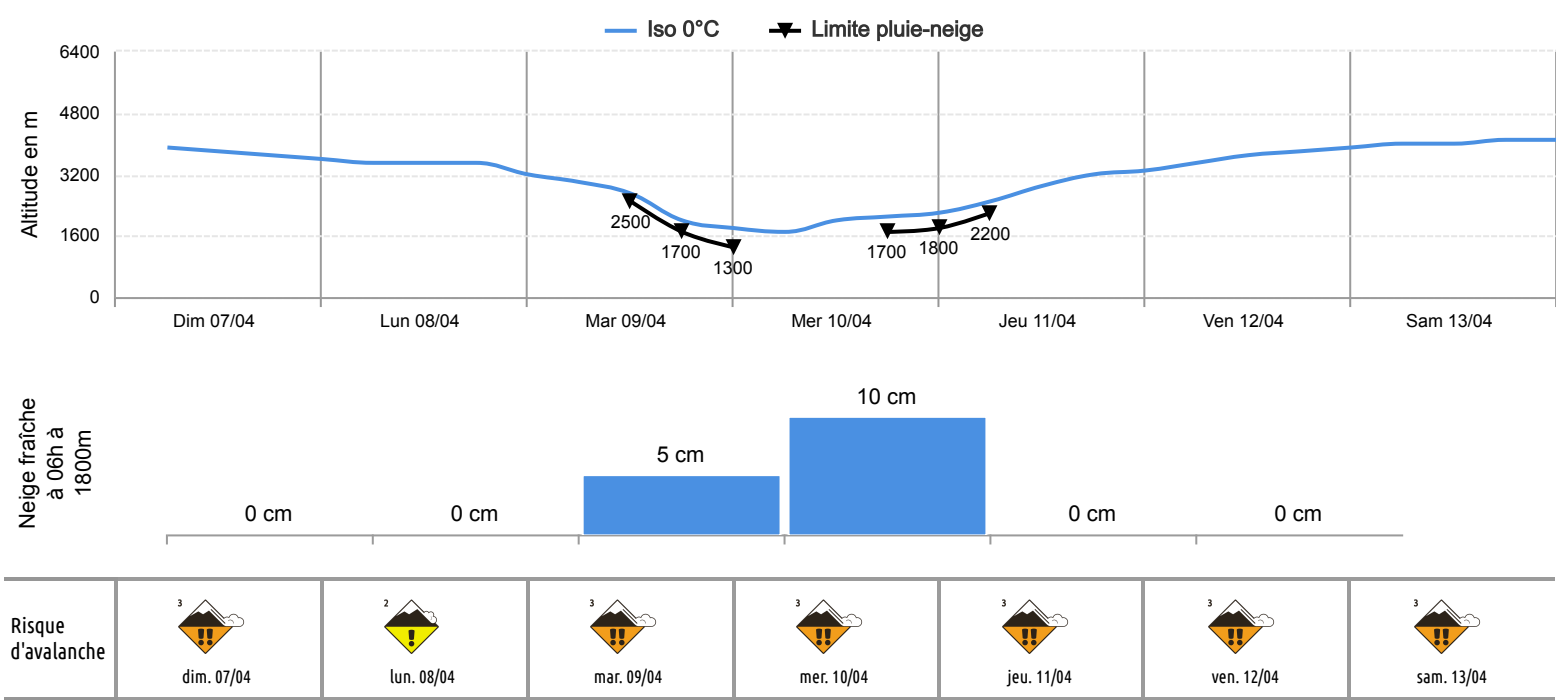 Iso 0°C
Limite pluie-neige
Altitude en m
6400
4800
3200
1600
0
2500
1700
1300
1700
1800
2200
Dim 07/04
Lun 08/04
Mar 09/04
Mer 10/04
Jeu 11/04
Ven 12/04
Sam 13/04
Neige fraîche
à 06h à
1800m
0 cm
0 cm
5 cm
10 cm
0 cm
0 cm
Risque
d'avalanche
3
!!
dim. 07/04
2
!
lun. 08/04
3
!!
mar. 09/04
3
!!
mer. 10/04
3
!!
jeu. 11/04
3
!!
ven. 12/04
3
!!
sam. 13/04